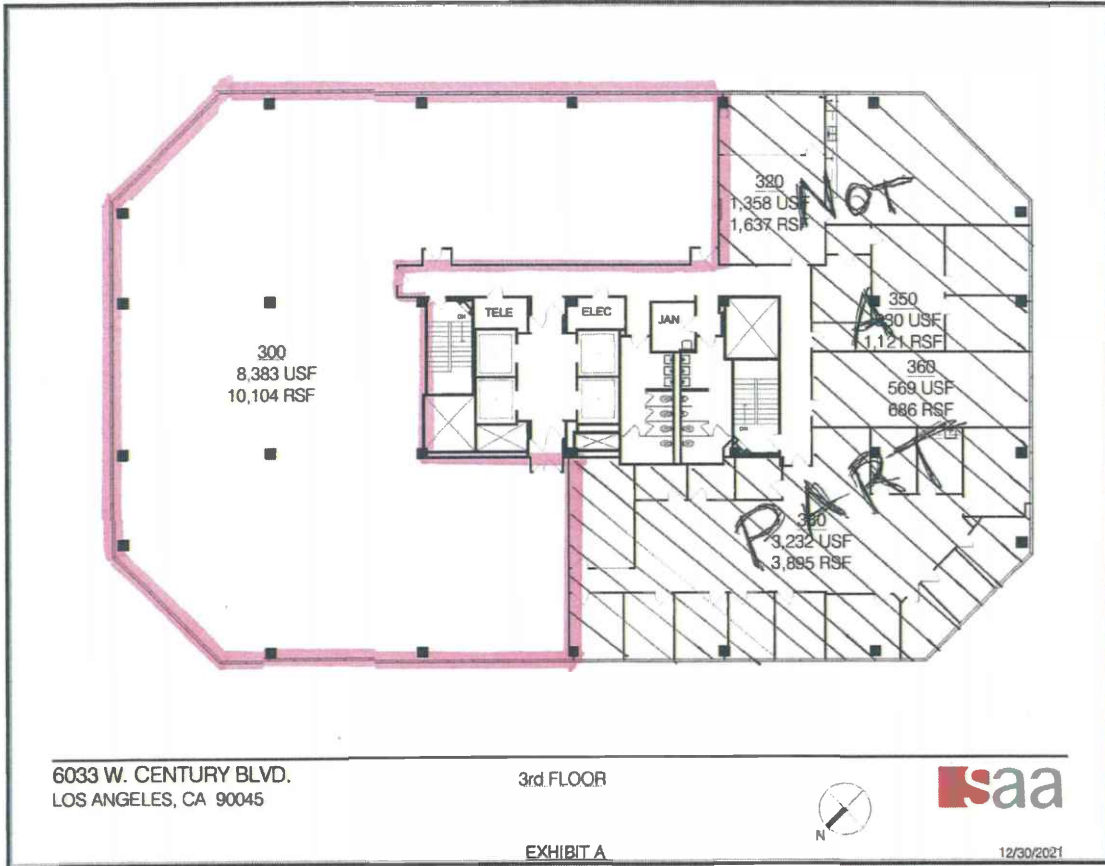 320
1,358 USF
1,637 RSF
NOT
TELE
ELEC
JAN
300
8,383 USF
10,104 RSF
A
350
1,121 RSF
360
569 USF
686 RSF
PART
3,232 USF
3,895 RSF
6033 W. CENTURY BLVD.
LOS ANGELES, CA 90045
3rd FLOOR
N
saa
EXHIBIT A
12/30/2021